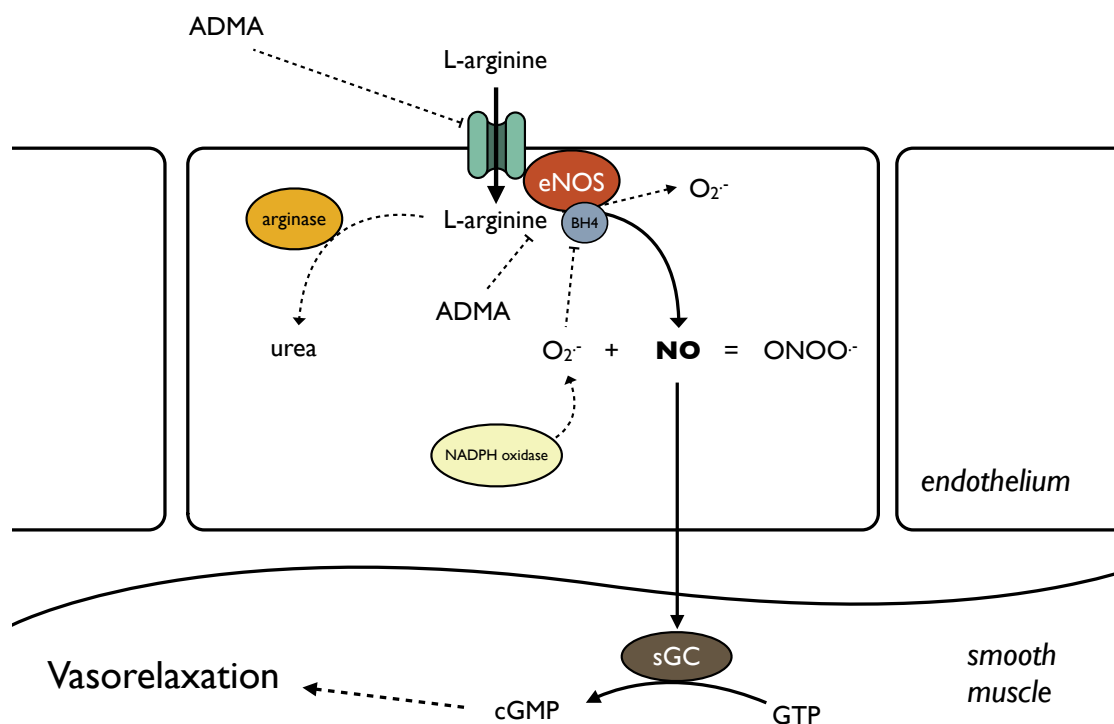 ADMA
L-arginine
eNOS
O₂·-
arginase
L-arginine
BH4
ADMA
urea
O₂·- + NO = ONOO·-
NADPH oxidase
endothelium
sGC
smooth
muscle
Vasorelaxation
cGMP
GTP